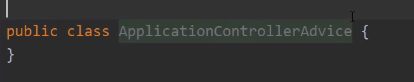 public class ApplicationControllerAdvice {
}